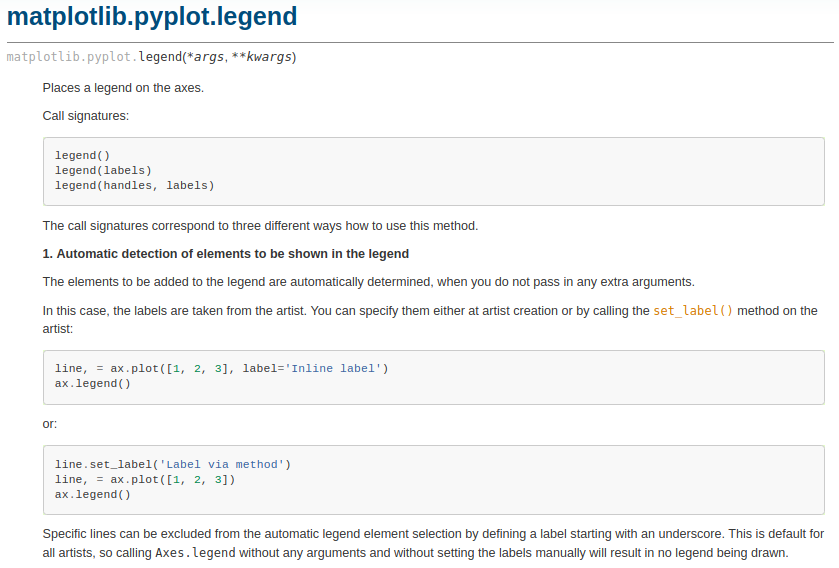 matplotlib.pyplot.legend
matplotlib.pyplot.legend(*args, **kwargs)
Places a legend on the axes.
Call signatures:
legend()
legend(labels)
legend(handles, labels)
The call signatures correspond to three different ways how to use this method.
1. Automatic detection of elements to be shown in the legend
The elements to be added to the legend are automatically determined, when you do not pass in any extra arguments.
In this case, the labels are taken from the artist. You can specify them either at artist creation or by calling the set_label() method on the
artist:
line, = ax.plot([1, 2, 3], label='Inline label')
ax.legend()
or:
line.set_label('Label via method')
line, = ax.plot([1, 2, 3])
ax.legend()
Specific lines can be excluded from the automatic legend element selection by defining a label starting with an underscore. This is default for
all artists, so calling Axes.legend without any arguments and without setting the labels manually will result in no legend being drawn.